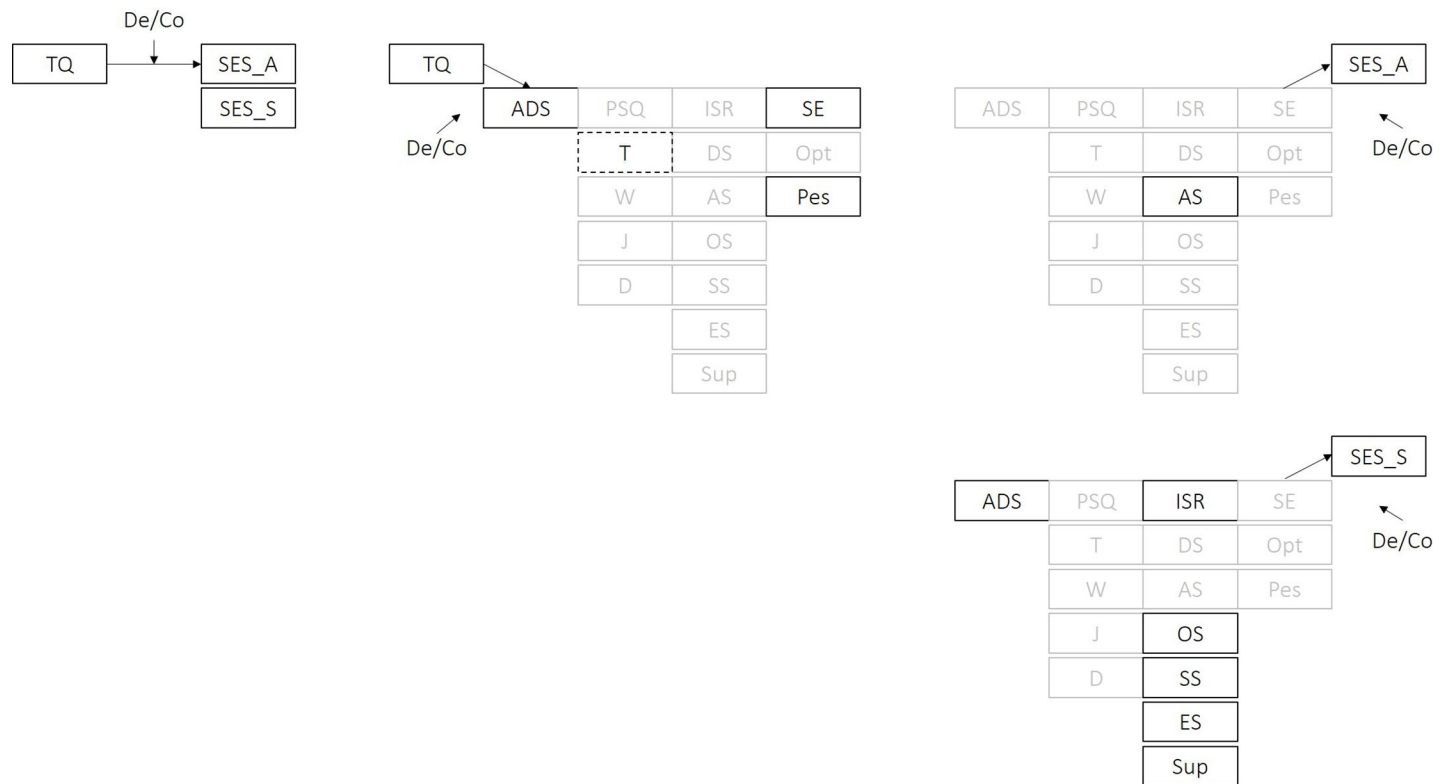 De/Co
TQ SES_A
SES_S
TQ
ADS PSQ ISR SE
De/Co
T DS Opt
W AS Pes
J OS
D SS
ES
Sup
SES_A
ADS PSQ ISR SE
De/Co
T DS Opt
W AS Pes
J OS
D SS
ES
Sup
SES_S
ADS PSQ ISR SE
De/Co
T DS Opt
W AS Pes
J OS
D SS
ES
Sup